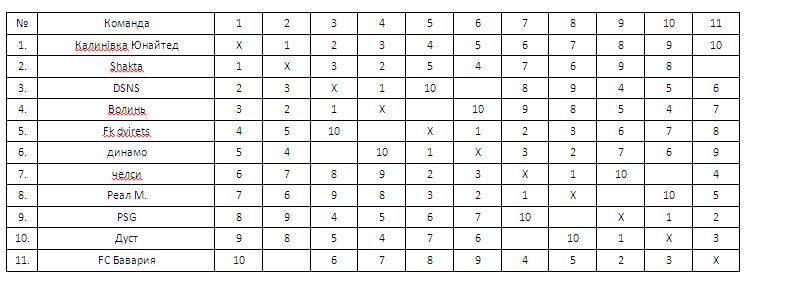 № Команда 1 2 3 4 5 6 7 8 9 10 11
1. Калинівка Юнайтед X 1 2 3 4 5 6 7 8 9 10
2. Shakta 1 X 3 2 5 4 7 6 9 8
3. DSNS 2 3 X 1 10 8 9 4 5 6
4. Волинь 3 2 1 X 10 9 8 5 4 7
5. Fk dvirets 4 5 10 X 1 2 3 6 7 8
6. динамо 5 4 10 1 X 3 2 7 6 9
7. челси 6 7 8 9 2 3 X 1 10 4
8. Реал М. 7 6 9 8 3 2 1 X 10 5
9. PSG 8 9 4 5 6 7 10 X 1 2
10. Дуст 9 8 5 4 7 6 10 1 X 3
11. FC Бавария 10 6 7 8 9 4 5 2 3 X